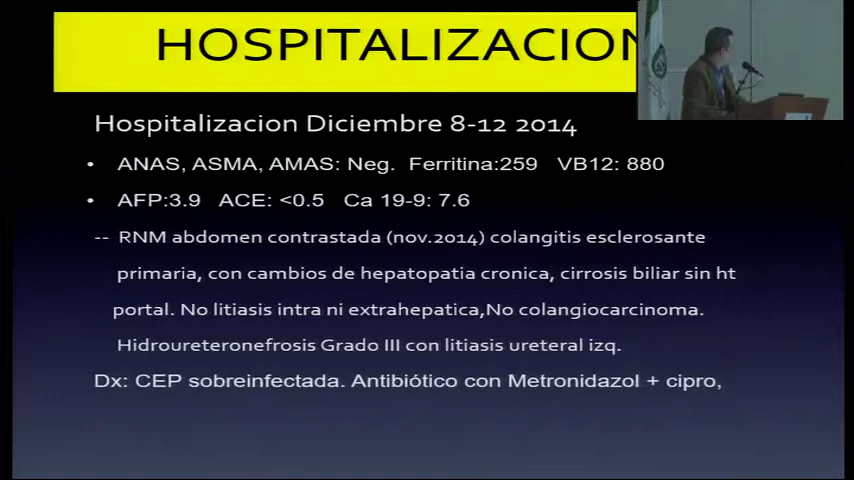 HOSPITALIZACION
Hospitalizacion Diciembre 8-12 2014
• ANAS, ASMA, AMAS: Neg. Ferritina:259 VB12: 880
• AFP:3.9 ACE: <0.5 Ca 19-9: 7.6
-- RNM abdomen contrastada (nov.2014) colangitis esclerosante
primaria, con cambios de hepatopatia cronica, cirrosis biliar sin ht
portal. No litiasis intra ni extrahepatica,No colangiocarcinoma.
Hidroureteronefrosis Grado III con litiasis ureteral izq.
Dx: CEP sobreinfectada. Antibiótico con Metronidazol + cipro,